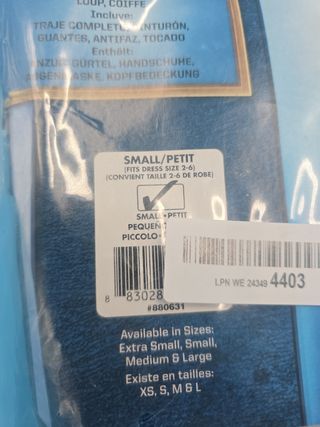 LOUP, COIFFE
Incluye:
TRAJE COMPLETO, CINTURÓN,
GUANTES, ANTIFAZ, TOCADO
Enthält:
ANZUG, GÜRTEL, HANDSCHUHE,
AUGENMASKE, KOPFBEDECKUNG
SMALL/PETIT
(FITS DRESS SIZE 2-6)
(CONVIENT TAILLE 2-6 DE ROBE)
SMALL•PETIT
PEQUEÑ
PICCOLO•
8 83028
#880631
LPN WE 24349 4403
Available in Sizes:
Extra Small, Small,
Medium & Large
Existe en tailles:
XS, S, M & L